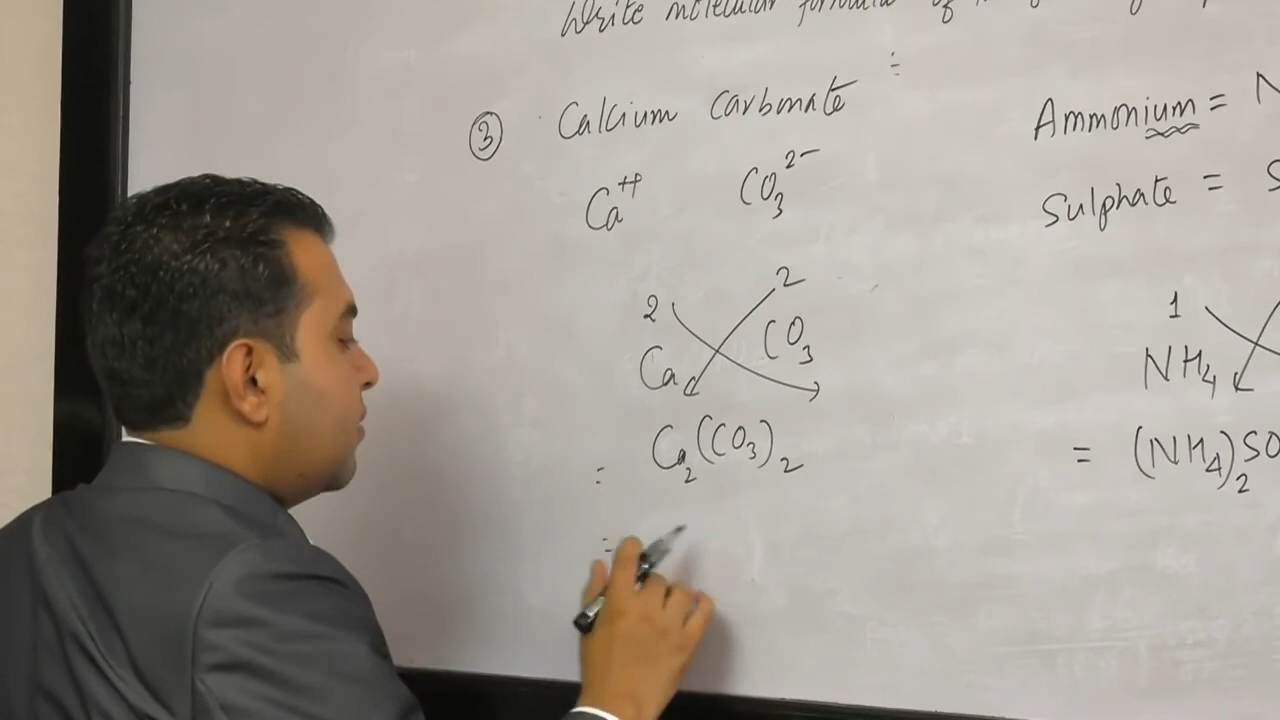 Write molecular formula of
③ Calcium Carbonate :
Ca⁺⁺ CO₃²⁻
2 2
Ca CO₃
= Ca₂(CO₃)₂
=
Ammonium = N
Sulphate = S
1
NH₄
= (NH₄)₂SO